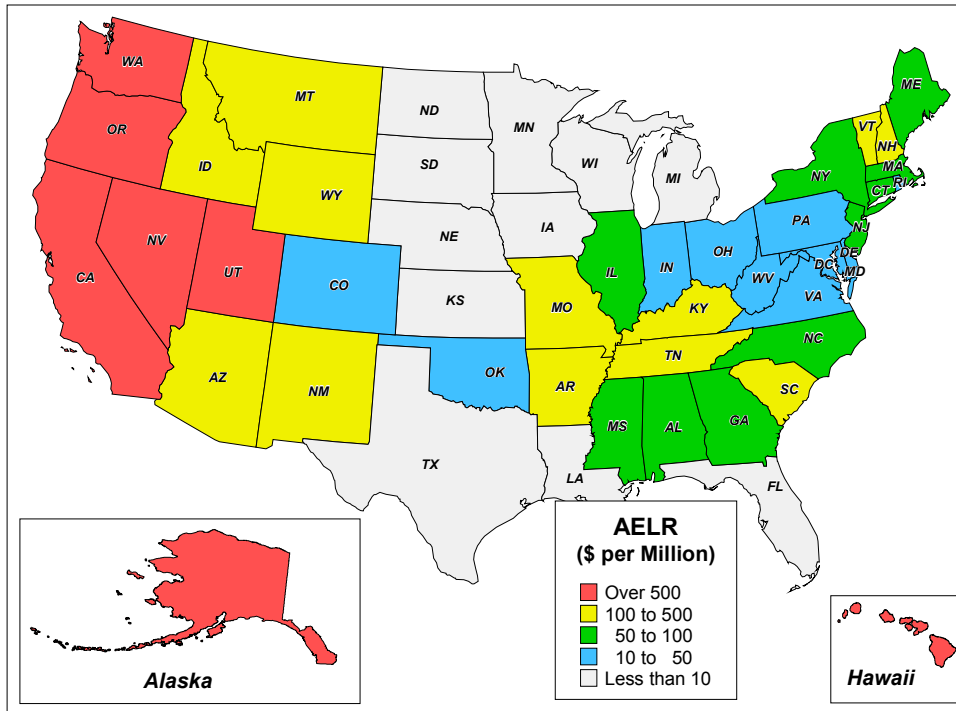 WA
OR
CA
NV
ID
MT
WY
UT
AZ
NM
CO
ND
SD
NE
KS
OK
TX
MN
IA
MO
AR
LA
WI
MI
IL
IN
OH
KY
TN
MS
AL
GA
FL
SC
NC
VA
WV
DC
MD
DE
PA
NJ
NY
CT
RI
MA
VT
NH
ME
AELR
($ per Million)
Over 500
100 to 500
50 to 100
10 to 50
Less than 10
Alaska
Hawaii